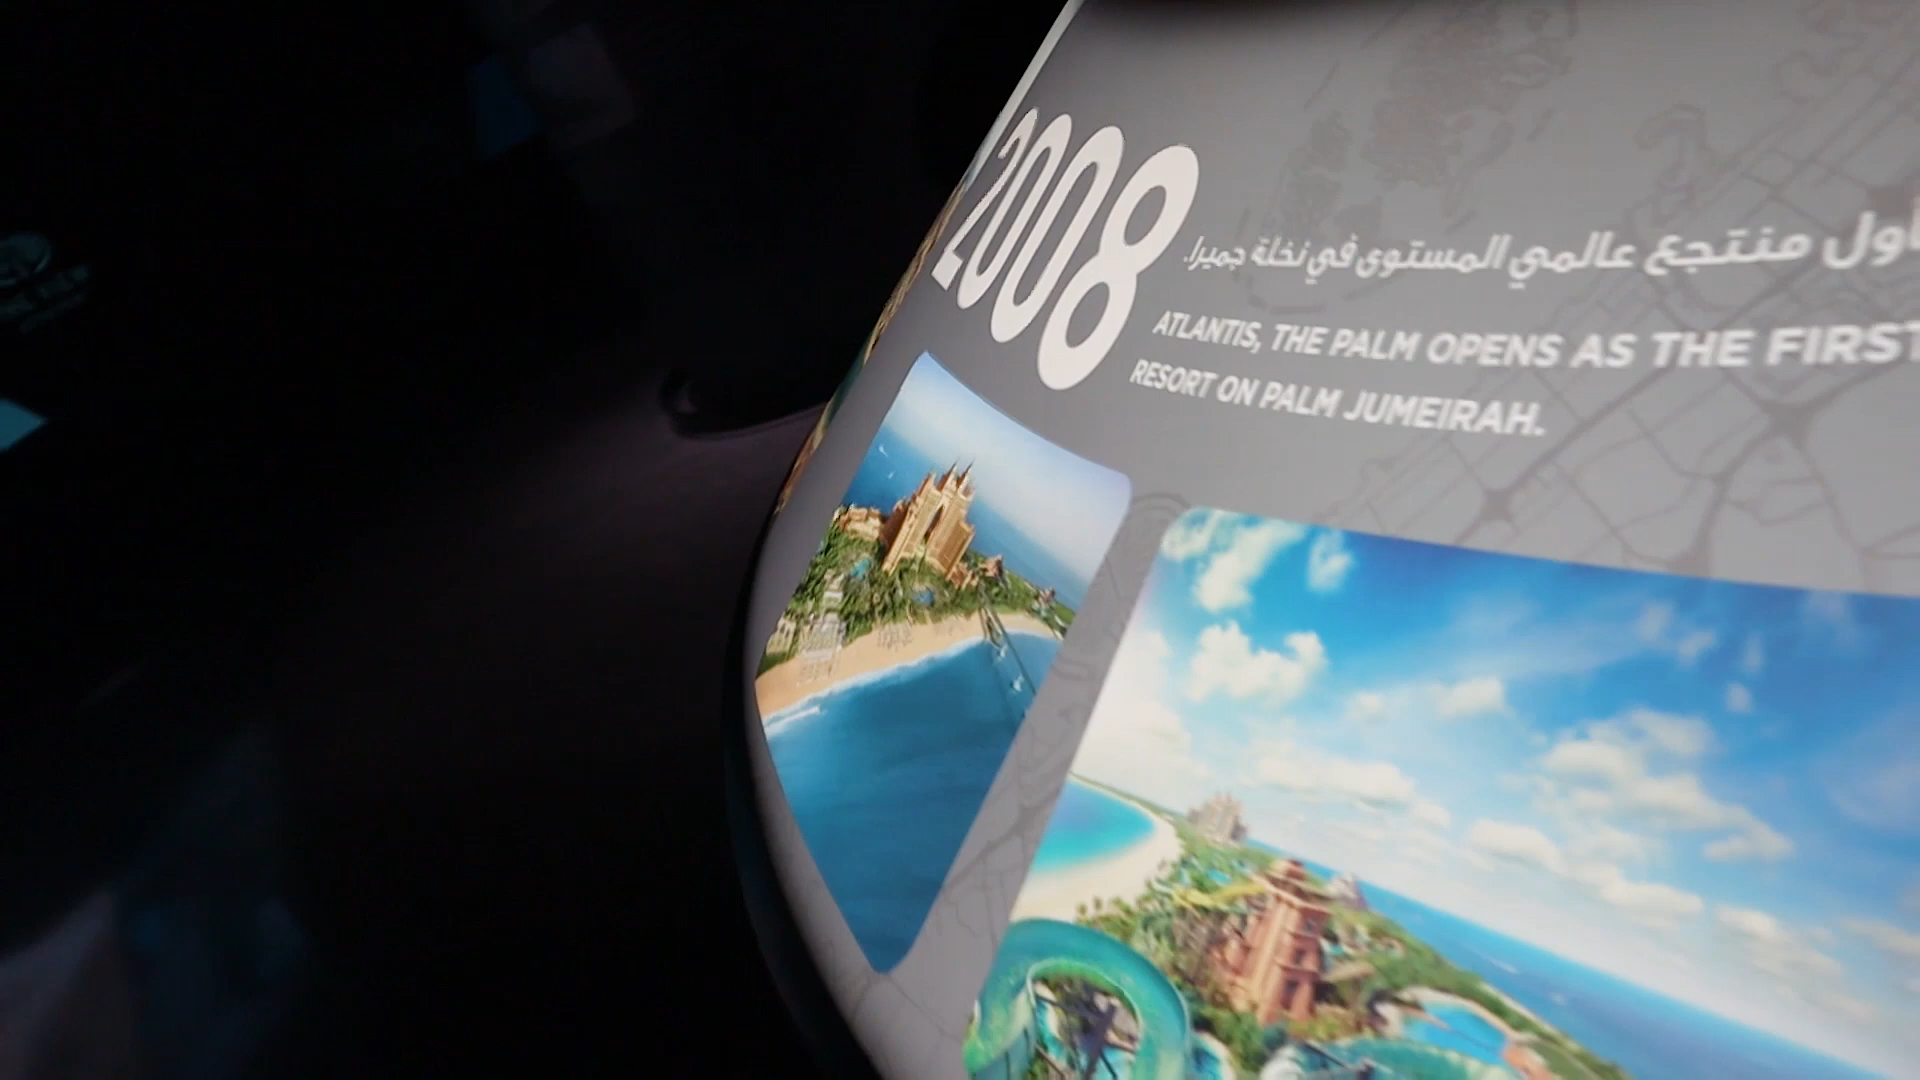 2008
أول منتجع عالمي المستوى في نخلة جميرا.
ATLANTIS, THE PALM OPENS AS THE FIRST
RESORT ON PALM JUMEIRAH.